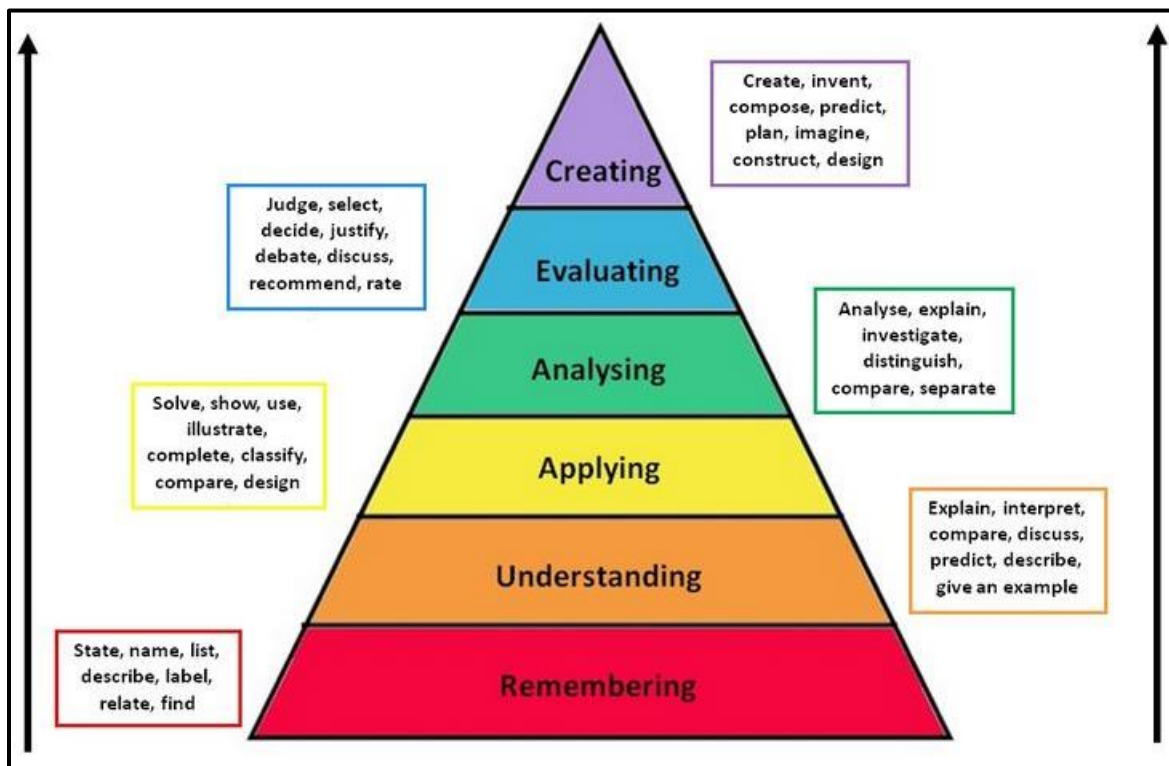 Create, invent,
compose, predict,
plan, imagine,
construct, design
Creating
Judge, select,
decide, justify,
debate, discuss,
recommend, rate
Evaluating
Analyse, explain,
investigate,
distinguish,
compare, separate
Analysing
Solve, show, use,
illustrate,
complete, classify,
compare, design
Applying
Explain, interpret,
compare, discuss,
predict, describe,
give an example
Understanding
State, name, list,
describe, label,
relate, find
Remembering